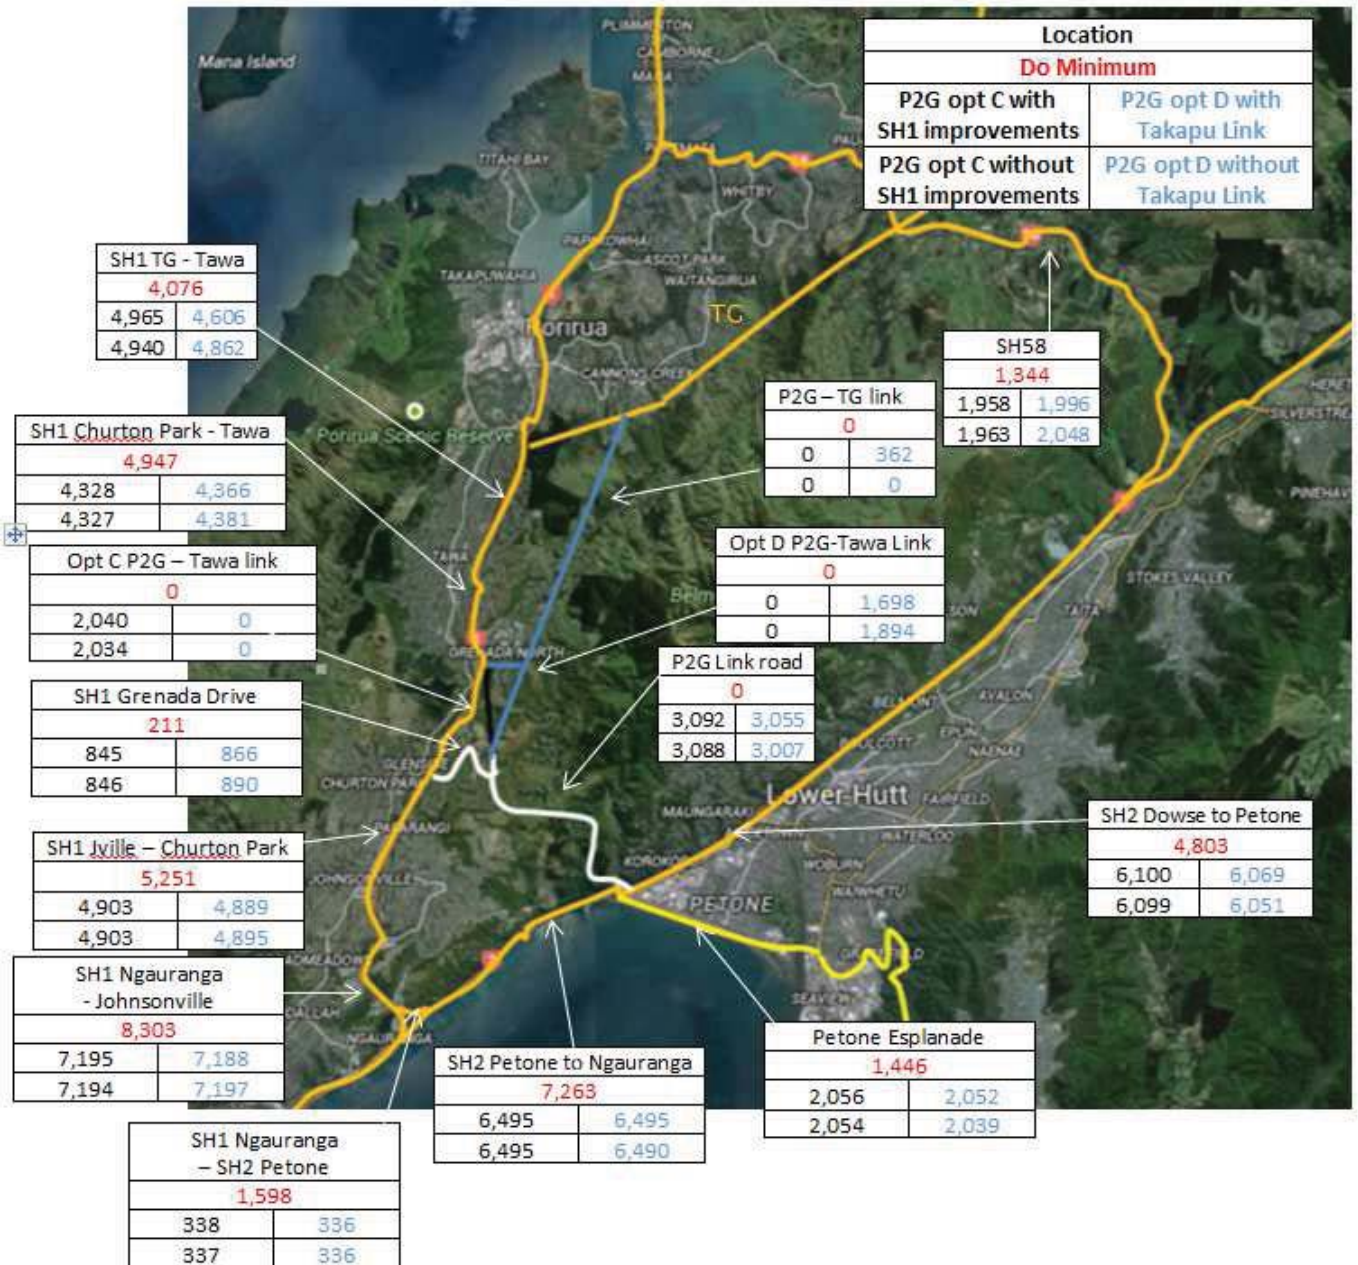 Location
Do Minimum
P2G opt C with SH1 improvements
P2G opt D with Takapu Link
P2G opt C without SH1 improvements
P2G opt D without Takapu Link
Mana Island
PLIMMERTON
CAMBORNE
TITAHI BAY
WHITBY
ASCOT PARK
TAKAPUWAHIA
WAITANGIRUA
TG
CANNONS CREEK
Porirua Scenic Reserve
SH1 TG - Tawa
4,076
4,965 4,606
4,940 4,862
SH58
1,344
1,958 1,996
1,963 2,048
P2G – TG link
0
0 362
0 0
SH1 Churton Park - Tawa
4,947
4,328 4,366
4,327 4,381
Opt D P2G-Tawa Link
0
0 1,698
0 1,894
Opt C P2G – Tawa link
0
2,040 0
2,034 0
TAWA
STOKES VALLEY
TAITA
GRENADA NORTH
P2G Link road
0
3,092 3,055
3,088 3,007
SH1 Grenada Drive
211
845 866
846 890
AVALON
NAENAE
CHURTON PARK
Lower Hutt
FAIRFIELD
MAUNGARAKI
WATERLOO
SH2 Dowse to Petone
4,803
6,100 6,069
6,099 6,051
SH1 Jville – Churton Park
5,251
4,903 4,889
4,903 4,895
WOBURN
WAIWHETU
PETONE
SH1 Ngauranga
- Johnsonville
8,303
7,195 7,188
7,194 7,197
SEAVIEW
NGAURANGA
SH2 Petone to Ngauranga
7,263
6,495 6,495
6,495 6,490
Petone Esplanade
1,446
2,056 2,052
2,054 2,039
SH1 Ngauranga
– SH2 Petone
1,598
338 336
337 336